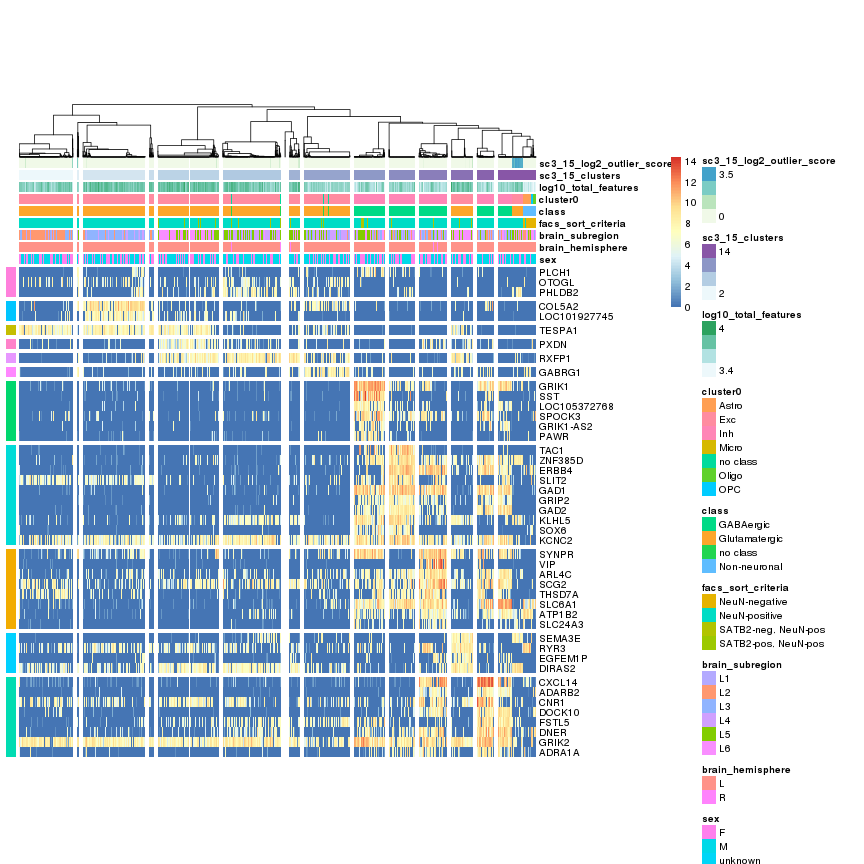 sc3_15_log2_outlier_score
sc3_15_clusters
log10_total_features
cluster0
class
facs_sort_criteria
brain_subregion
brain_hemisphere
sex
PLCH1
OTOGL
PHLDB2
COL5A2
LOC101927745
TESPA1
PXDN
RXFP1
GABRG1
GRIK1
SST
LOC105372768
SPOCK3
GRIK1-AS2
PAWR
TAC1
ZNF385D
ERBB4
SLIT2
GAD1
GRIP2
GAD2
KLHL5
SOX6
KCNC2
SYNPR
VIP
ARL4C
SCG2
THSD7A
SLC6A1
ATP1B2
SLC24A3
SEMA3E
RYR3
EGFEM1P
DIRAS2
CXCL14
ADARB2
CNR1
DOCK10
FSTL5
DNER
GRIK2
ADRA1A
14
12
10
8
6
4
2
0
sc3_15_log2_outlier_score
3.5
0
sc3_15_clusters
14
2
log10_total_features
4
3.4
cluster0
Astro
Exc
Inh
Micro
no class
Oligo
OPC
class
GABAergic
Glutamatergic
no class
Non-neuronal
facs_sort_criteria
NeuN-negative
NeuN-positive
SATB2-neg. NeuN-pos
SATB2-pos. NeuN-pos
brain_subregion
L1
L2
L3
L4
L5
L6
brain_hemisphere
L
R
sex
F
M
unknown